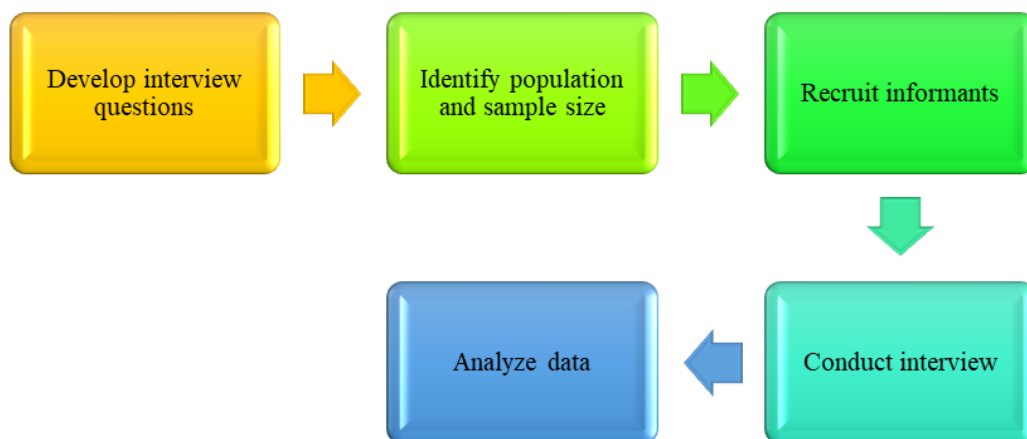 Develop interview
questions
Identify population
and sample size
Recruit informants
Conduct interview
Analyze data